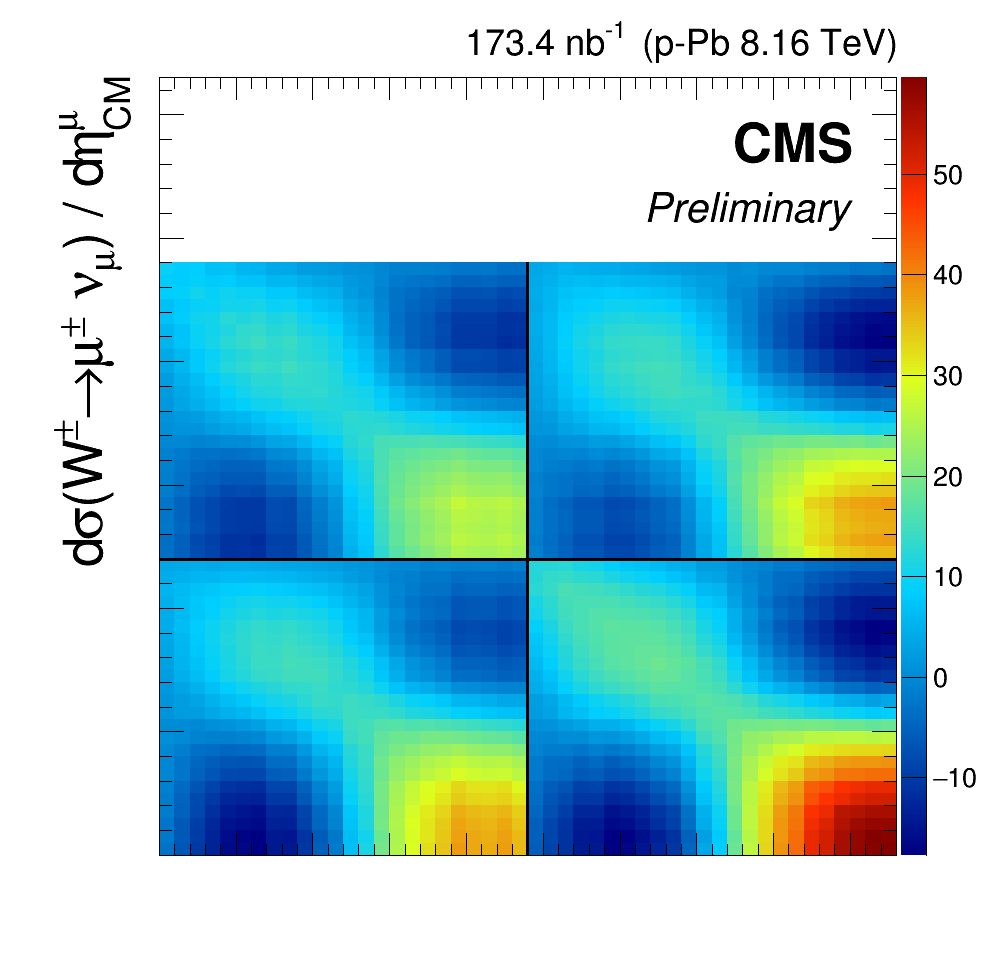 173.4 nb⁻¹ (p-Pb 8.16 TeV)
CMS
Preliminary
dσ(W±→μ± νμ) / dημCM
50
40
30
20
10
0
−10